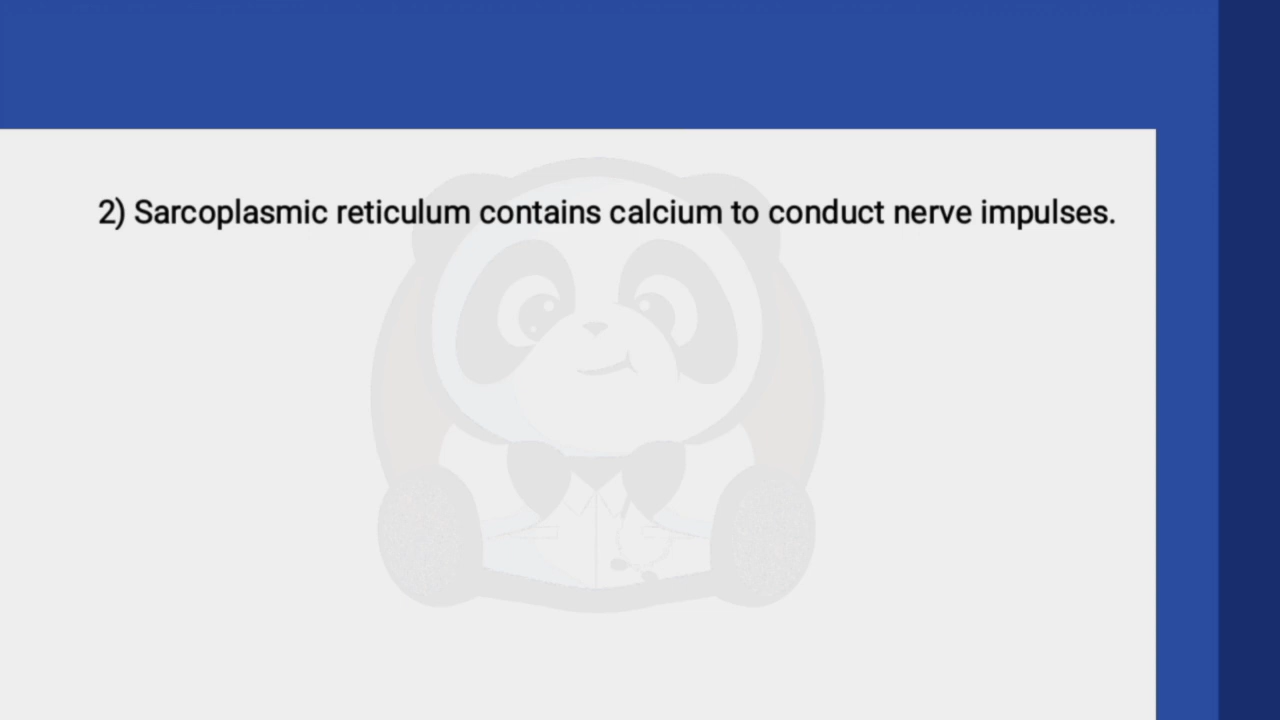 2) Sarcoplasmic reticulum contains calcium to conduct nerve impulses.